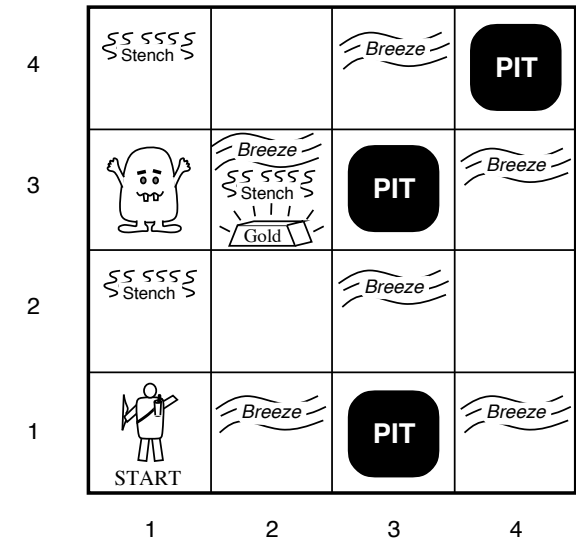 4
Stench
Breeze
PIT
3
Breeze
Stench
Gold
PIT
Breeze
2
Stench
Breeze
1
START
Breeze
PIT
Breeze
1 2 3 4